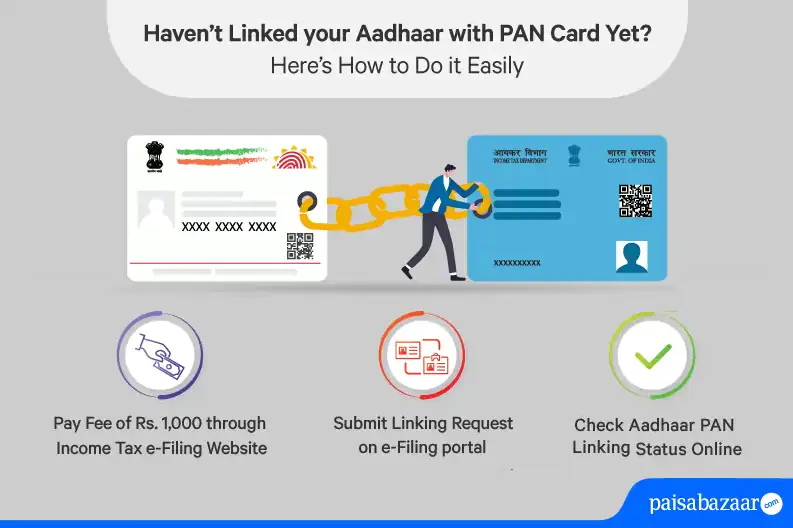 Haven’t Linked your Aadhaar with PAN Card Yet?
Here’s How to Do it Easily
आयकर विभाग
INCOME TAX DEPARTMENT
भारत सरकार
GOVT. OF INDIA
XXXX XXXX XXXX
XXXXXXXXXX
Pay Fee of Rs. 1,000 through
Income Tax e-Filing Website
Submit Linking Request
on e-Filing portal
Check Aadhaar PAN
Linking Status Online
paisabazaar.com